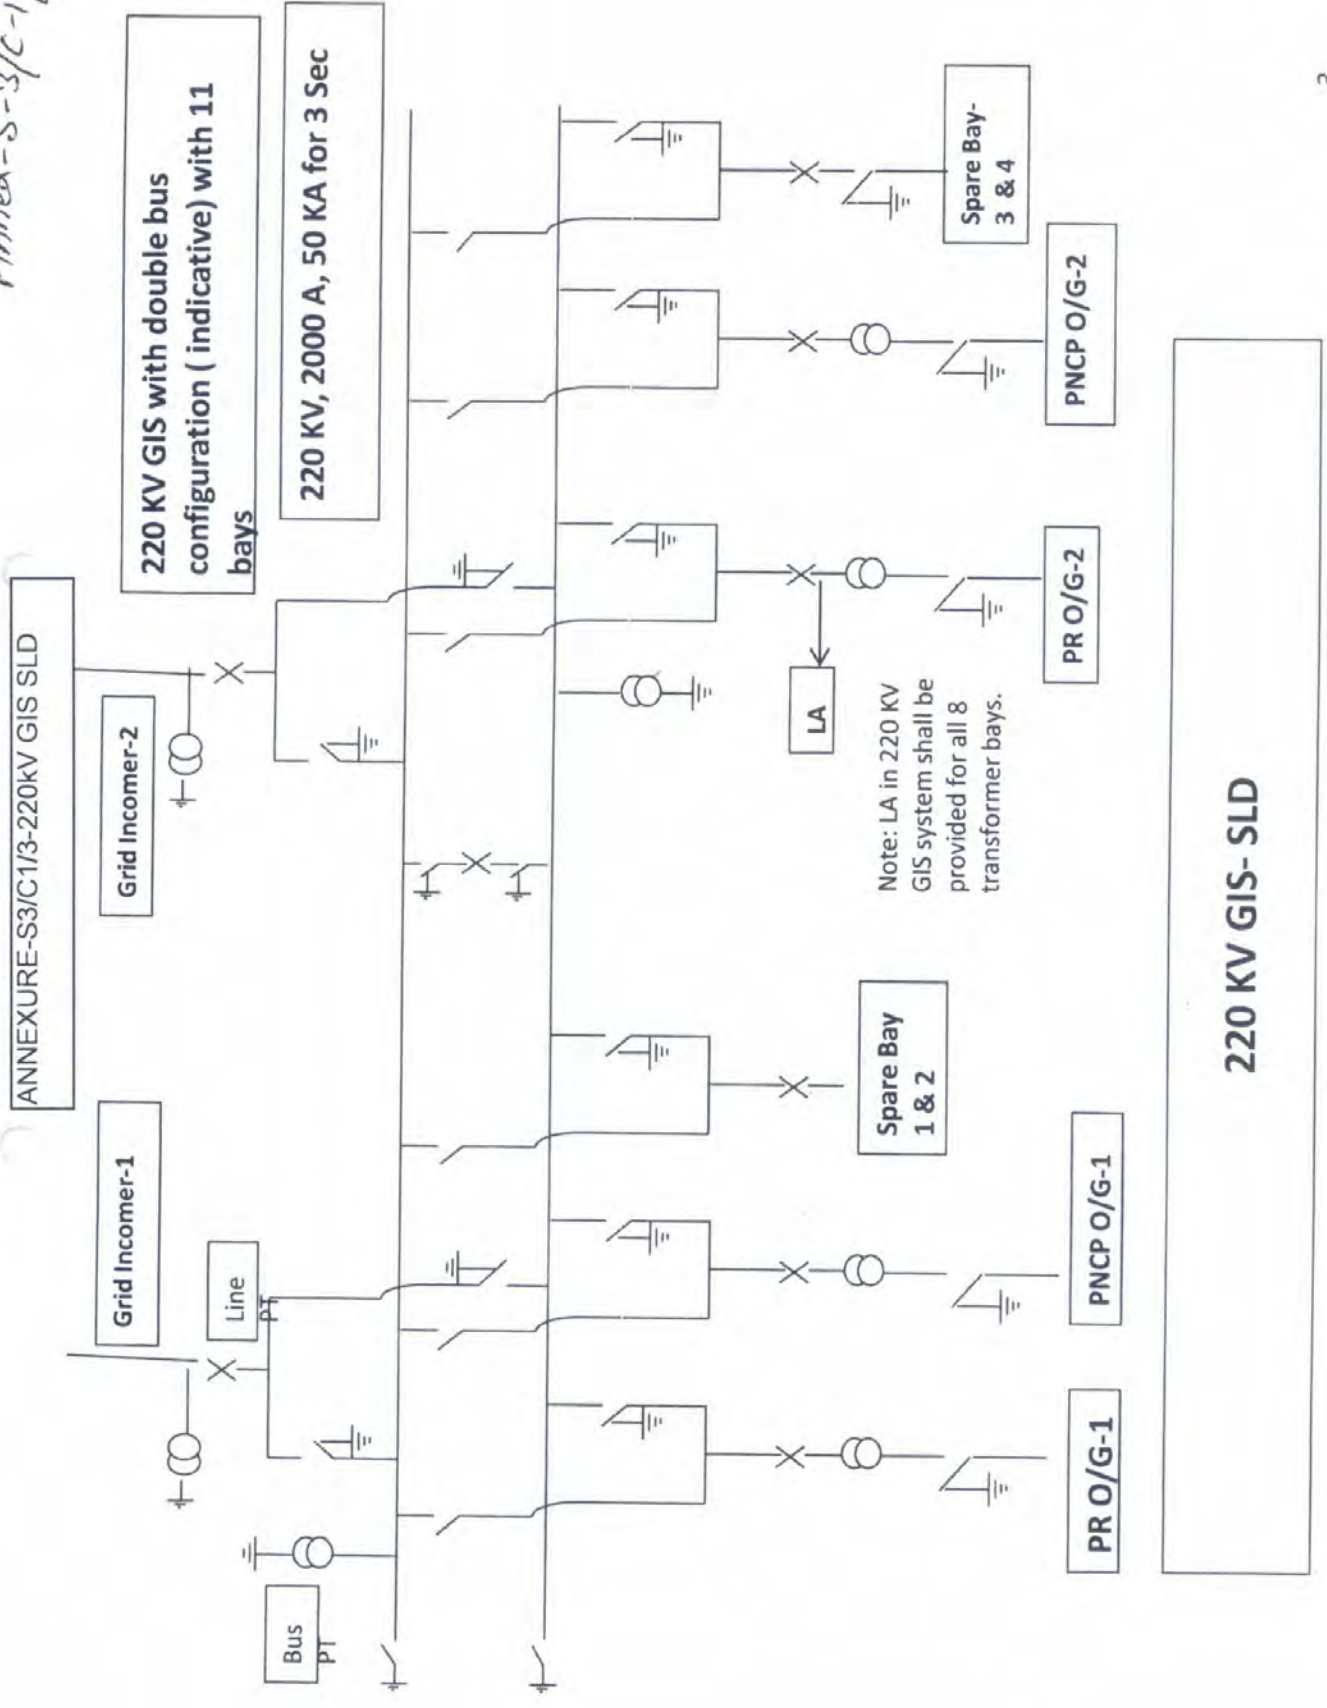 ANNEXURE-S3/C1/3-220kV GIS SLD
220 KV GIS with double bus
configuration ( indicative) with 11
bays
220 KV, 2000 A, 50 KA for 3 Sec
Grid Incomer-1
Grid Incomer-2
Line
PT
Bus
PT
LA
Note: LA in 220 KV
GIS system shall be
provided for all 8
transformer bays.
Spare Bay
1 & 2
Spare Bay-
3 & 4
PR O/G-1
PNCP O/G-1
PR O/G-2
PNCP O/G-2
220 KV GIS- SLD